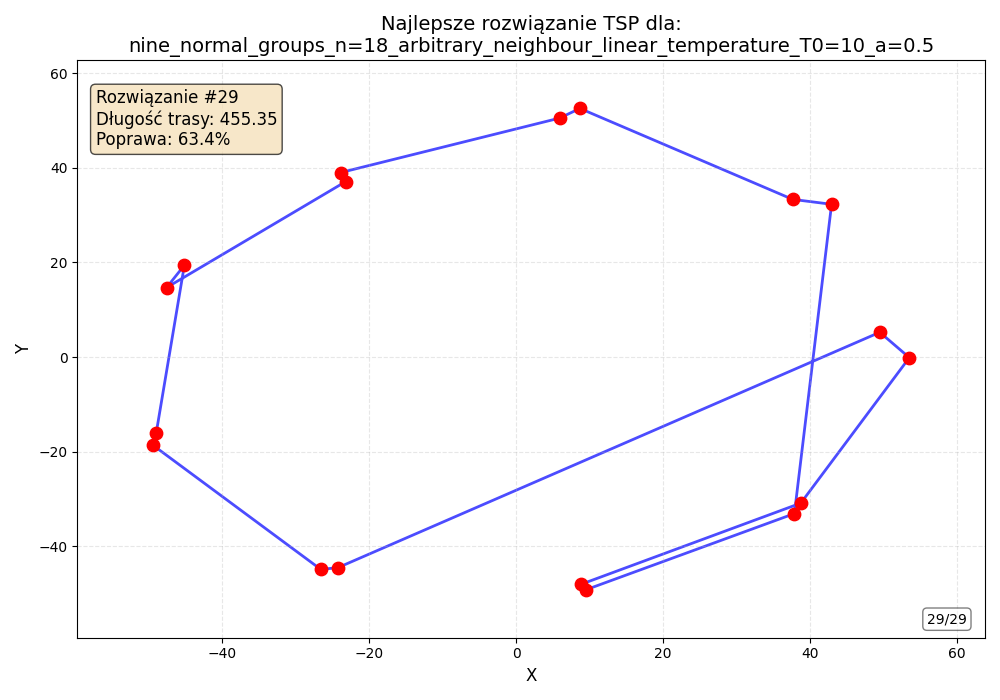 Najlepsze rozwiązanie TSP dla:
nine_normal_groups_n=18_arbitrary_neighbour_linear_temperature_T0=10_a=0.5
Rozwiązanie #29
Długość trasy: 455.35
Poprawa: 63.4%
60
40
20
0
−20
−40
Y
29/29
−40
−20
0
20
40
60
X